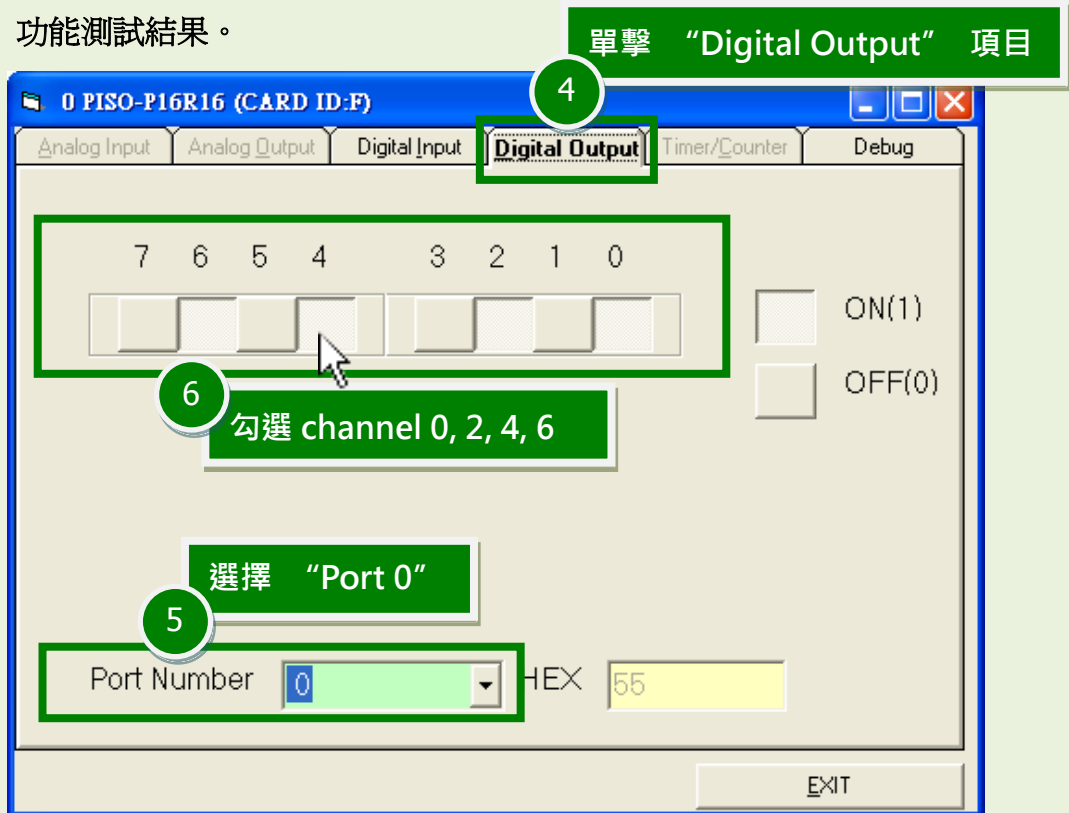 功能測試結果。
單擊 “Digital Output” 項目
4
0 PISO-P16R16 (CARD ID:F)
Analog Input Analog Output Digital Input Digital Output Timer/Counter Debug
7 6 5 4 3 2 1 0
ON(1)
OFF(0)
6
勾選 channel 0, 2, 4, 6
選擇 “Port 0”
5
Port Number 0 HEX 55
EXIT